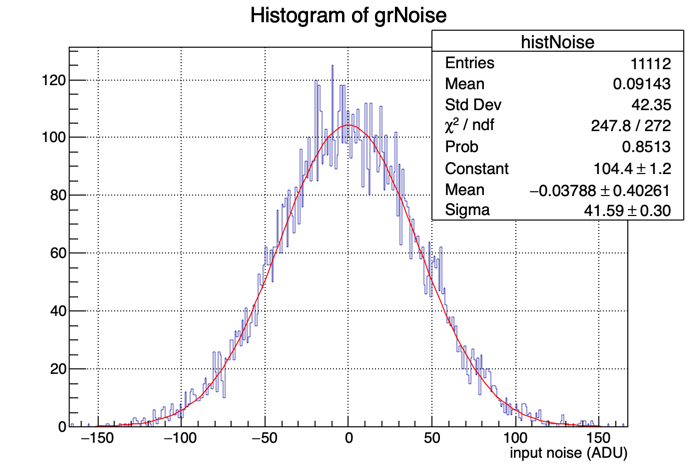 Histogram of grNoise
histNoise
Entries 11112
Mean 0.09143
Std Dev 42.35
χ² / ndf 247.8 / 272
Prob 0.8513
Constant 104.4 ± 1.2
Mean −0.03788 ± 0.40261
Sigma 41.59 ± 0.30
120
100
80
60
40
20
0
−150 −100 −50 0 50 100 150
input noise (ADU)